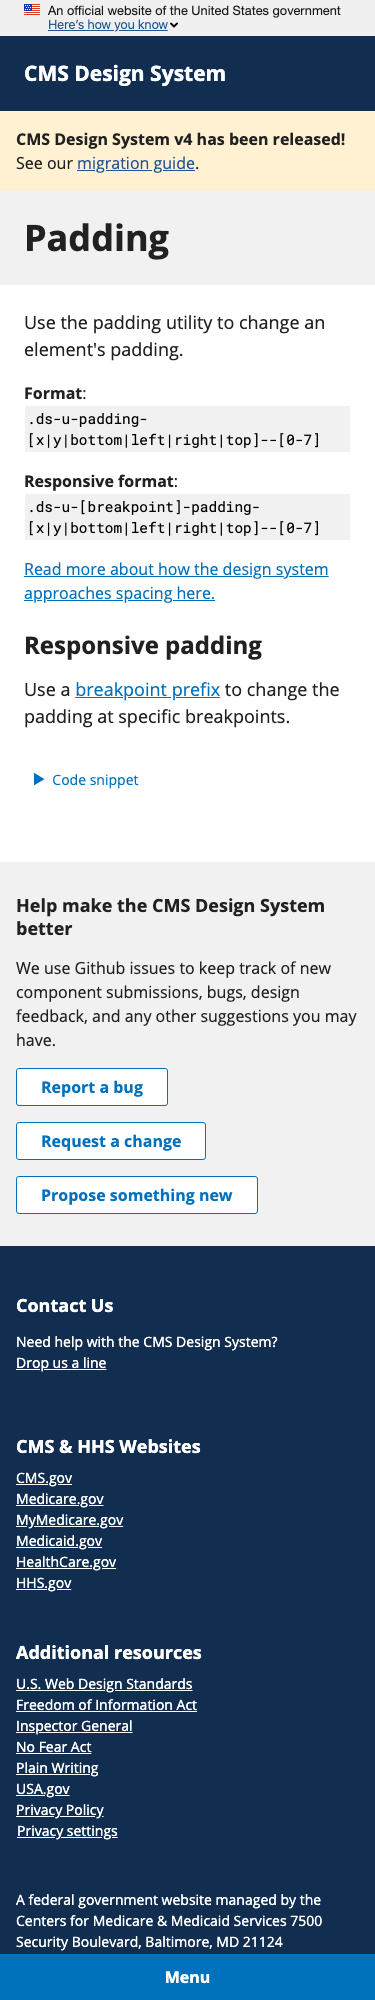 An official website of the United States government
Here's how you know
CMS Design System
CMS Design System v4 has been released!
See our migration guide.
Padding
Use the padding utility to change an
element's padding.
Format:
.ds-u-padding-
[x|y|bottom|left|right|top]--[0-7]
Responsive format:
.ds-u-[breakpoint]-padding-
[x|y|bottom|left|right|top]--[0-7]
Read more about how the design system
approaches spacing here.
Responsive padding
Use a breakpoint prefix to change the
padding at specific breakpoints.
Code snippet
Help make the CMS Design System
better
We use Github issues to keep track of new
component submissions, bugs, design
feedback, and any other suggestions you may
have.
Report a bug
Request a change
Propose something new
Contact Us
Need help with the CMS Design System?
Drop us a line
CMS & HHS Websites
CMS.gov
Medicare.gov
MyMedicare.gov
Medicaid.gov
HealthCare.gov
HHS.gov
Additional resources
U.S. Web Design Standards
Freedom of Information Act
Inspector General
No Fear Act
Plain Writing
USA.gov
Privacy Policy
Privacy settings
A federal government website managed by the
Centers for Medicare & Medicaid Services 7500
Security Boulevard, Baltimore, MD 21124
Menu